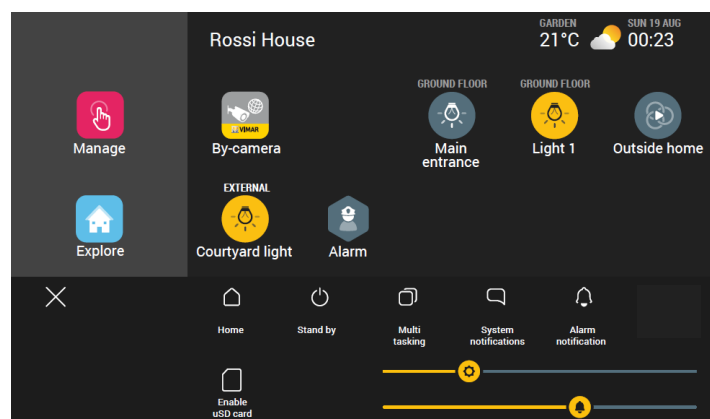 Rossi House
GARDEN
21°C
SUN 19 AUG
00:23
Manage
VIMAR
By-camera
GROUND FLOOR
Main
entrance
GROUND FLOOR
Light 1
Outside home
Explore
EXTERNAL
Courtyard light
Alarm
Home
Stand by
Multi
tasking
System
notifications
Alarm
notification
Enable
uSD card